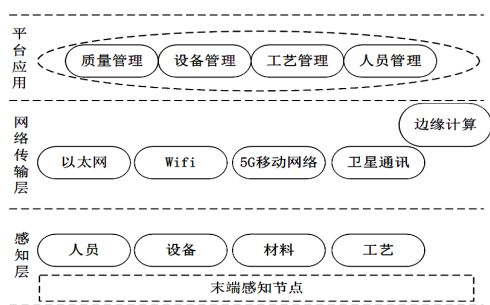 平台应用
质量管理
设备管理
工艺管理
人员管理
网络传输层
边缘计算
以太网
Wifi
5G移动网络
卫星通讯
感知层
人员
设备
材料
工艺
末端感知节点